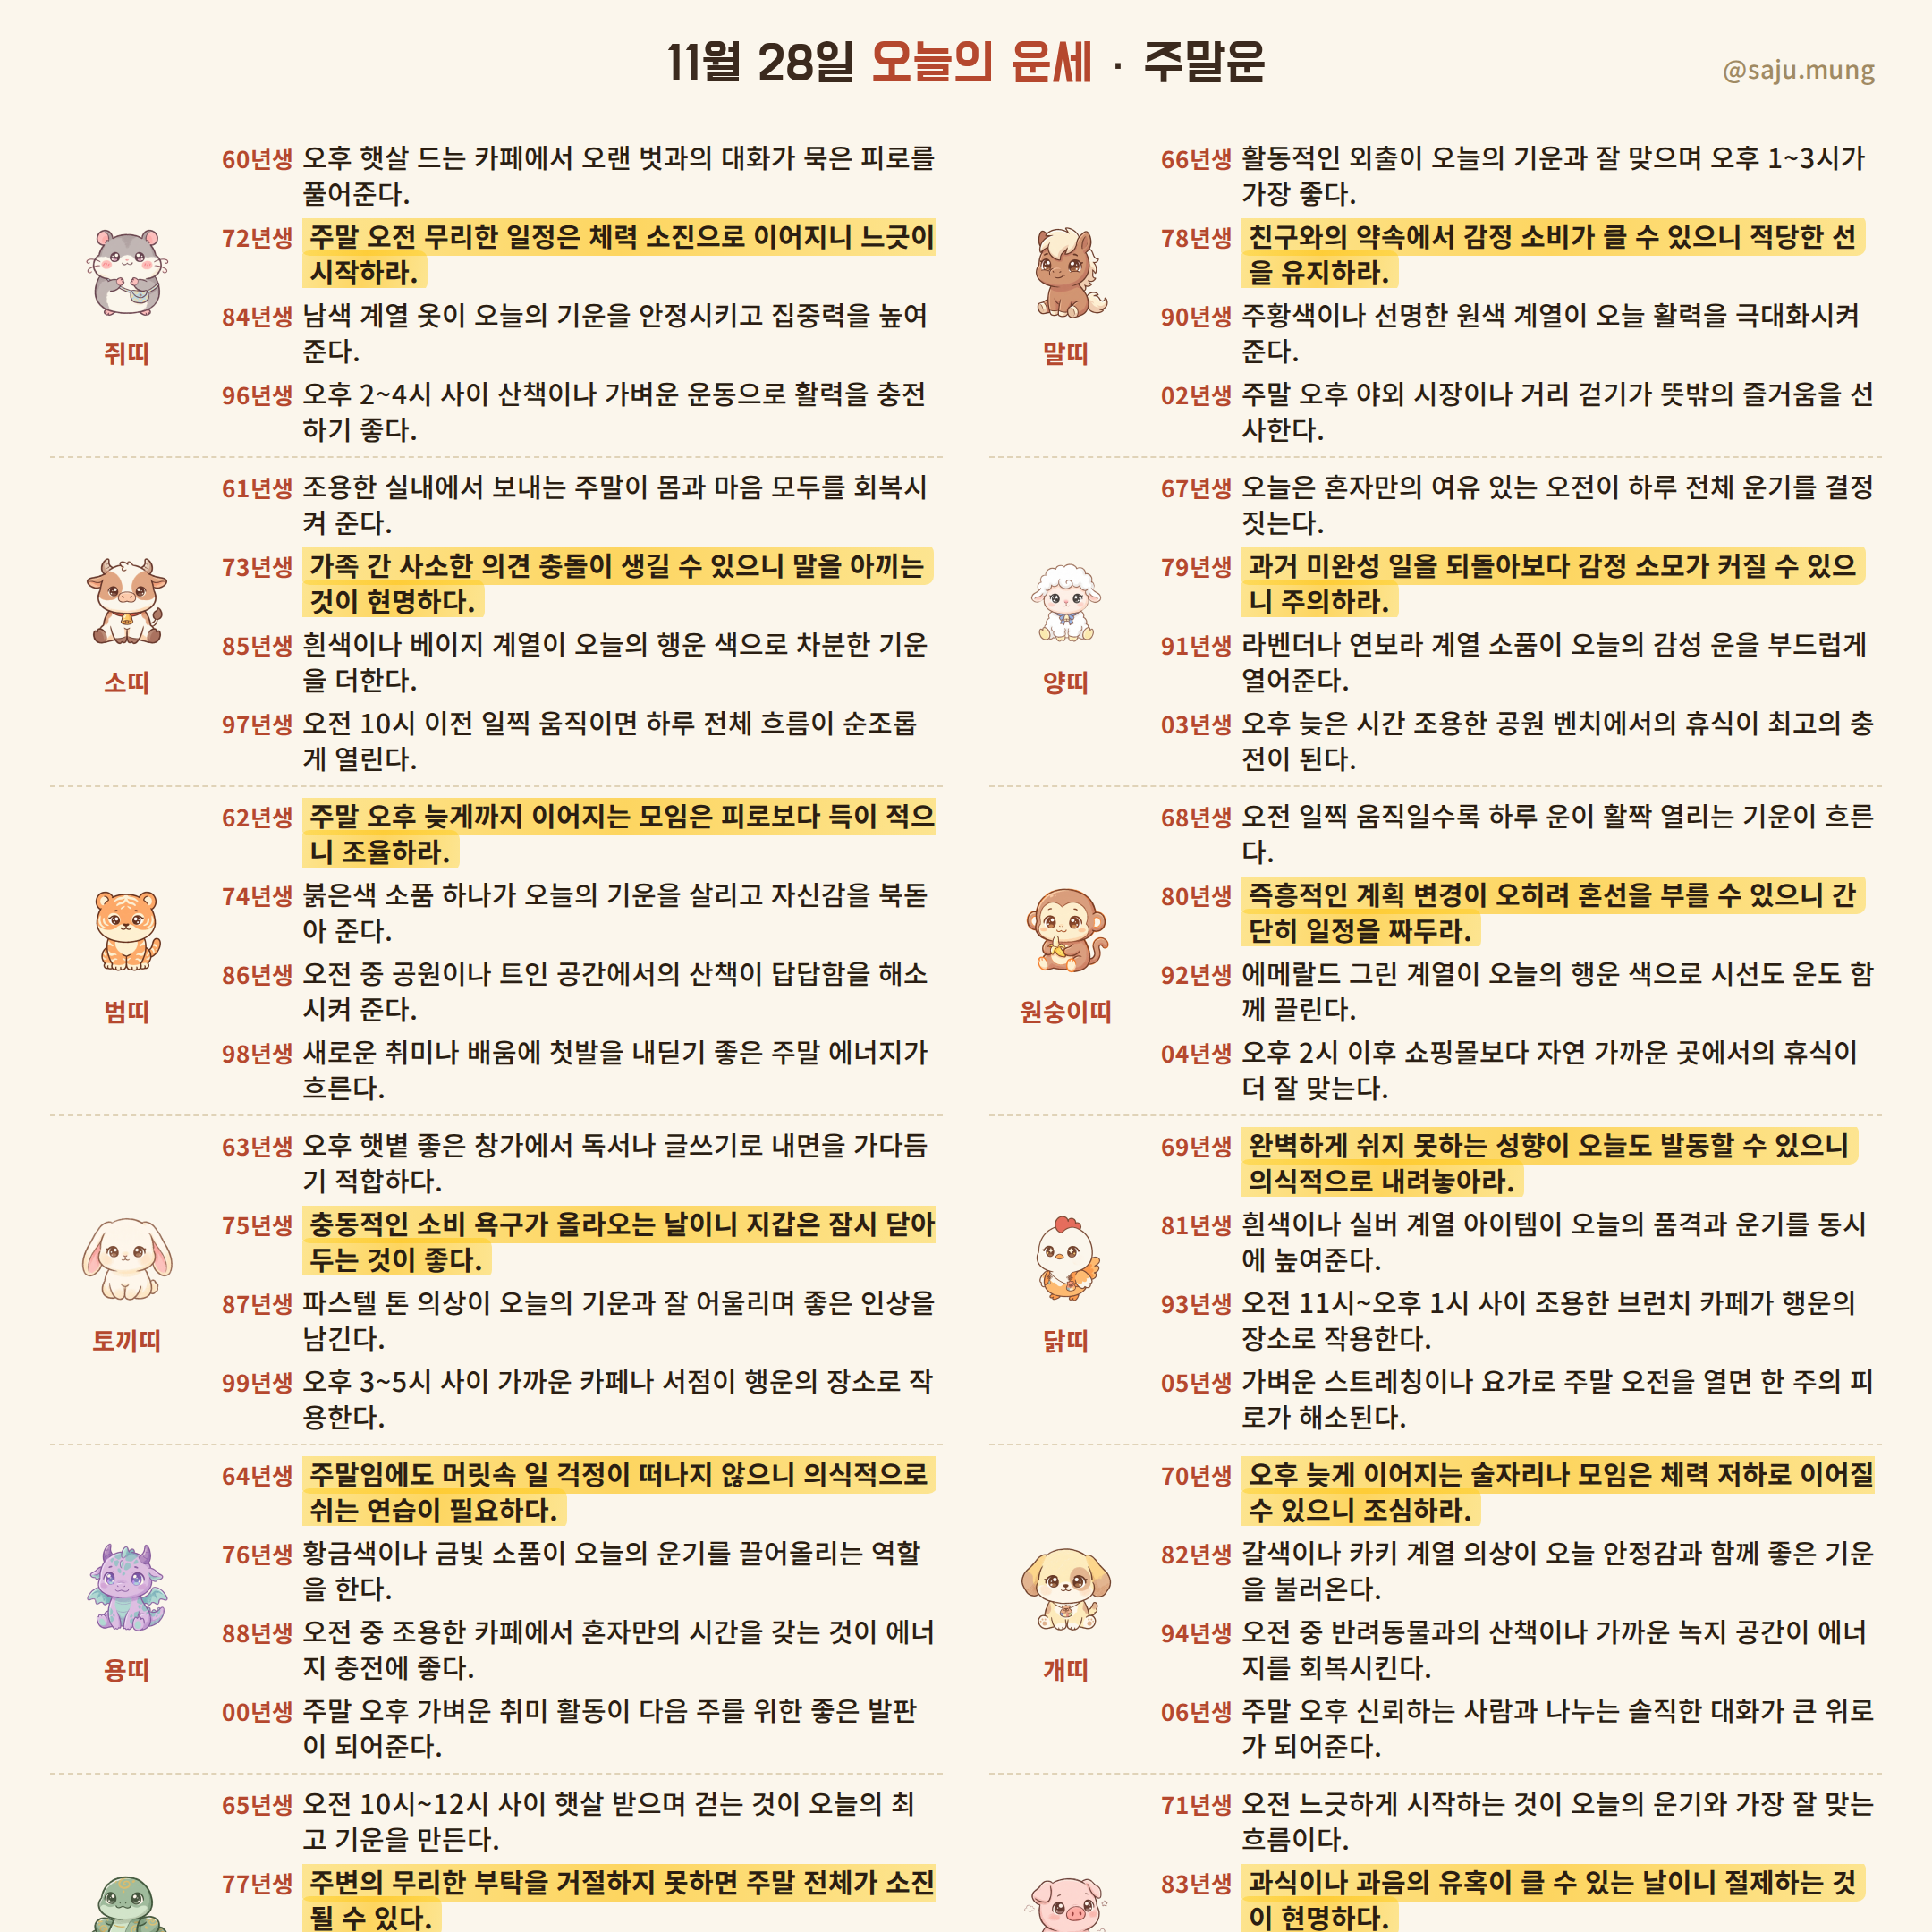 11월 28일 오늘의 운세 · 주말운
@saju.mung
쥐띠
60년생 오후 햇살 드는 카페에서 오랜 벗과의 대화가 묵은 피로를
풀어준다.
72년생 주말 오전 무리한 일정은 체력 소진으로 이어지니 느긋이
시작하라.
84년생 남색 계열 옷이 오늘의 기운을 안정시키고 집중력을 높여
준다.
96년생 오후 2~4시 사이 산책이나 가벼운 운동으로 활력을 충전
하기 좋다.
소띠
61년생 조용한 실내에서 보내는 주말이 몸과 마음 모두를 회복시
켜 준다.
73년생 가족 간 사소한 의견 충돌이 생길 수 있으니 말을 아끼는
것이 현명하다.
85년생 흰색이나 베이지 계열이 오늘의 행운 색으로 차분한 기운
을 더한다.
97년생 오전 10시 이전 일찍 움직이면 하루 전체 흐름이 순조롭
게 열린다.
범띠
62년생 주말 오후 늦게까지 이어지는 모임은 피로보다 득이 적으
니 조율하라.
74년생 붉은색 소품 하나가 오늘의 기운을 살리고 자신감을 북돋
아 준다.
86년생 오전 중 공원이나 트인 공간에서의 산책이 답답함을 해소
시켜 준다.
98년생 새로운 취미나 배움에 첫발을 내딛기 좋은 주말 에너지가
흐른다.
토끼띠
63년생 오후 햇볕 좋은 창가에서 독서나 글쓰기로 내면을 가다듬
기 적합하다.
75년생 충동적인 소비 욕구가 올라오는 날이니 지갑은 잠시 닫아
두는 것이 좋다.
87년생 파스텔 톤 의상이 오늘의 기운과 잘 어울리며 좋은 인상을
남긴다.
99년생 오후 3~5시 사이 가까운 카페나 서점이 행운의 장소로 작
용한다.
용띠
64년생 주말임에도 머릿속 일 걱정이 떠나지 않으니 의식적으로
쉬는 연습이 필요하다.
76년생 황금색이나 금빛 소품이 오늘의 운기를 끌어올리는 역할
을 한다.
88년생 오전 중 조용한 카페에서 혼자만의 시간을 갖는 것이 에너
지 충전에 좋다.
00년생 주말 오후 가벼운 취미 활동이 다음 주를 위한 좋은 발판
이 되어준다.
65년생 오전 10시~12시 사이 햇살 받으며 걷는 것이 오늘의 최
고 기운을 만든다.
77년생 주변의 무리한 부탁을 거절하지 못하면 주말 전체가 소진
될 수 있다.
말띠
66년생 활동적인 외출이 오늘의 기운과 잘 맞으며 오후 1~3시가
가장 좋다.
78년생 친구와의 약속에서 감정 소비가 클 수 있으니 적당한 선
을 유지하라.
90년생 주황색이나 선명한 원색 계열이 오늘 활력을 극대화시켜
준다.
02년생 주말 오후 야외 시장이나 거리 걷기가 뜻밖의 즐거움을 선
사한다.
양띠
67년생 오늘은 혼자만의 여유 있는 오전이 하루 전체 운기를 결정
짓는다.
79년생 과거 미완성 일을 되돌아보다 감정 소모가 커질 수 있으
니 주의하라.
91년생 라벤더나 연보라 계열 소품이 오늘의 감성 운을 부드럽게
열어준다.
03년생 오후 늦은 시간 조용한 공원 벤치에서의 휴식이 최고의 충
전이 된다.
원숭이띠
68년생 오전 일찍 움직일수록 하루 운이 활짝 열리는 기운이 흐른
다.
80년생 즉흥적인 계획 변경이 오히려 혼선을 부를 수 있으니 간
단히 일정을 짜두라.
92년생 에메랄드 그린 계열이 오늘의 행운 색으로 시선도 운도 함
께 끌린다.
04년생 오후 2시 이후 쇼핑몰보다 자연 가까운 곳에서의 휴식이
더 잘 맞는다.
닭띠
69년생 완벽하게 쉬지 못하는 성향이 오늘도 발동할 수 있으니
의식적으로 내려놓아라.
81년생 흰색이나 실버 계열 아이템이 오늘의 품격과 운기를 동시
에 높여준다.
93년생 오전 11시~오후 1시 사이 조용한 브런치 카페가 행운의
장소로 작용한다.
05년생 가벼운 스트레칭이나 요가로 주말 오전을 열면 한 주의 피
로가 해소된다.
개띠
70년생 오후 늦게 이어지는 술자리나 모임은 체력 저하로 이어질
수 있으니 조심하라.
82년생 갈색이나 카키 계열 의상이 오늘 안정감과 함께 좋은 기운
을 불러온다.
94년생 오전 중 반려동물과의 산책이나 가까운 녹지 공간이 에너
지를 회복시킨다.
06년생 주말 오후 신뢰하는 사람과 나누는 솔직한 대화가 큰 위로
가 되어준다.
71년생 오전 느긋하게 시작하는 것이 오늘의 운기와 가장 잘 맞는
흐름이다.
83년생 과식이나 과음의 유혹이 클 수 있는 날이니 절제하는 것
이 현명하다.